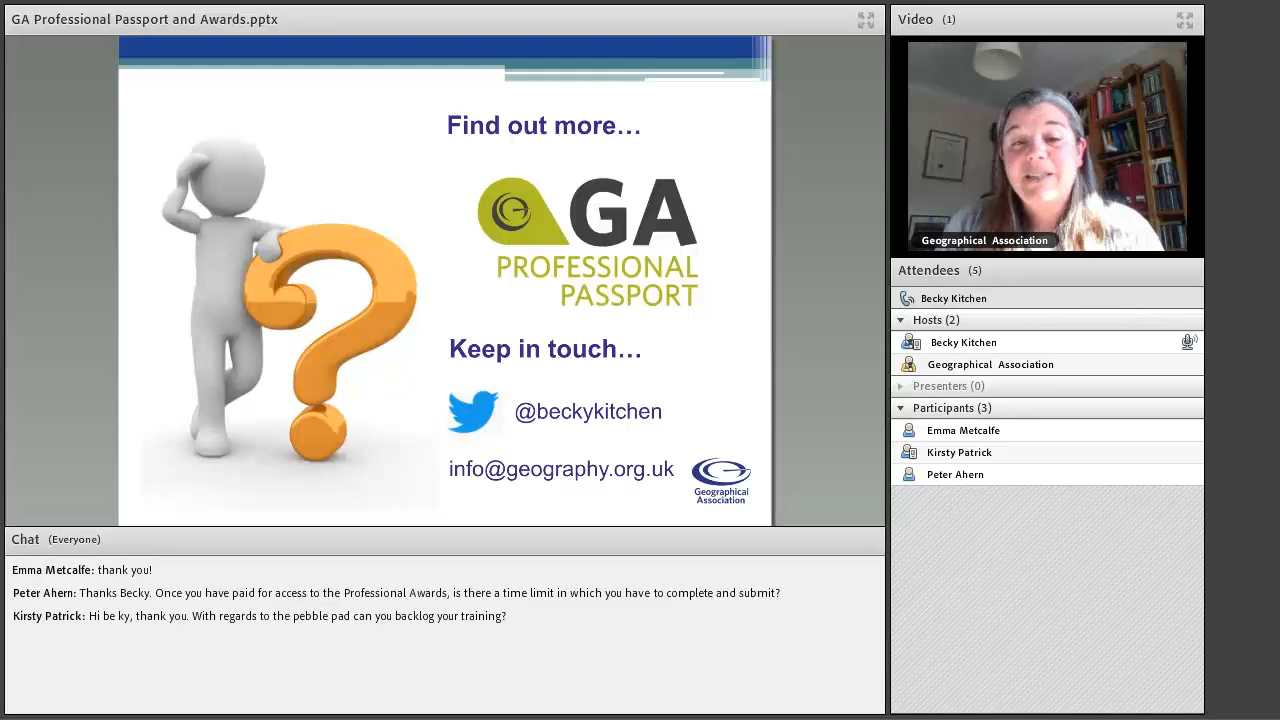 GA Professional Passport and Awards.pptx
Find out more…
GA
PROFESSIONAL
PASSPORT
Keep in touch…
@beckykitchen
info@geography.org.uk
Geographical
Association
Chat (Everyone)
Emma Metcalfe: thank you!
Peter Ahern: Thanks Becky. Once you have paid for access to the Professional Awards, is there a time limit in which you have to complete and submit?
Kirsty Patrick: Hi be ky, thank you. With regards to the pebble pad can you backlog your training?
Video (1)
Geographical Association
Attendees (5)
Becky Kitchen
Hosts (2)
Becky Kitchen
Geographical Association
Presenters (0)
Participants (3)
Emma Metcalfe
Kirsty Patrick
Peter Ahern